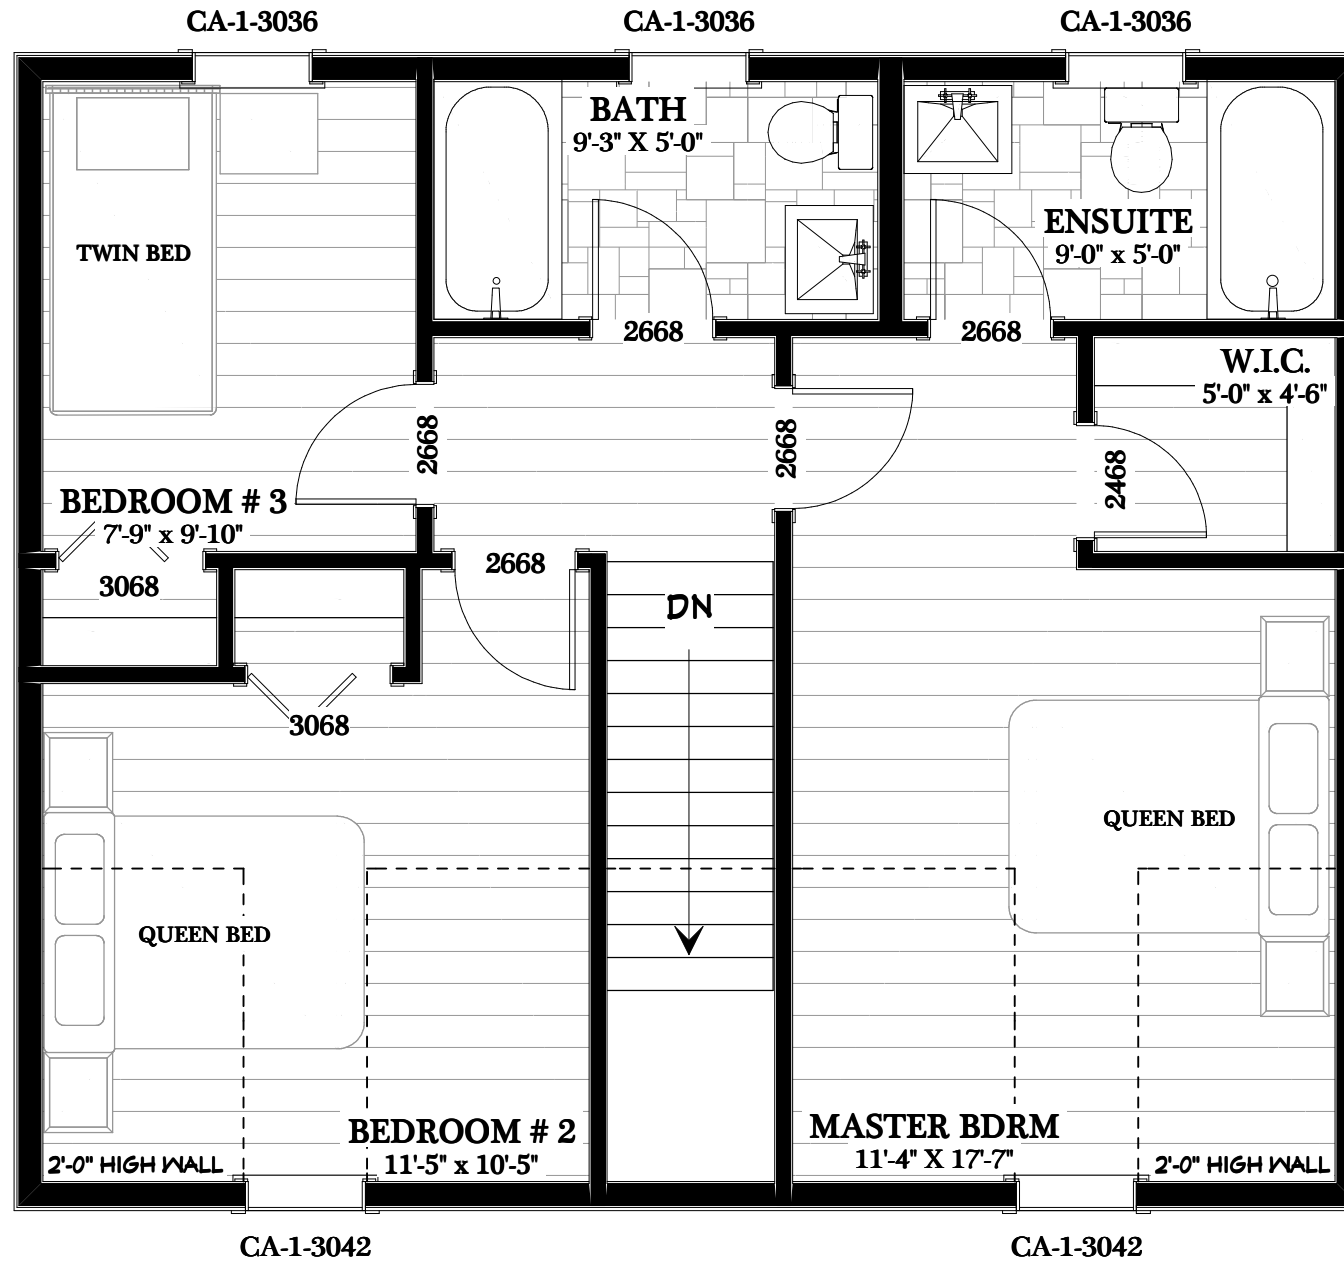 CA-1-3036
CA-1-3036
CA-1-3036
BATH
9'-3" X 5'-0"
ENSUITE
9'-0" x 5'-0"
TWIN BED
2668
2668
W.I.C.
5'-0" x 4'-6"
2668
2668
2468
BEDROOM # 3
7'-9" x 9'-10"
3068
2668
DN
3068
QUEEN BED
QUEEN BED
BEDROOM # 2
11'-5" x 10'-5"
MASTER BDRM
11'-4" X 17'-7"
2'-0" HIGH WALL
2'-0" HIGH WALL
CA-1-3042
CA-1-3042